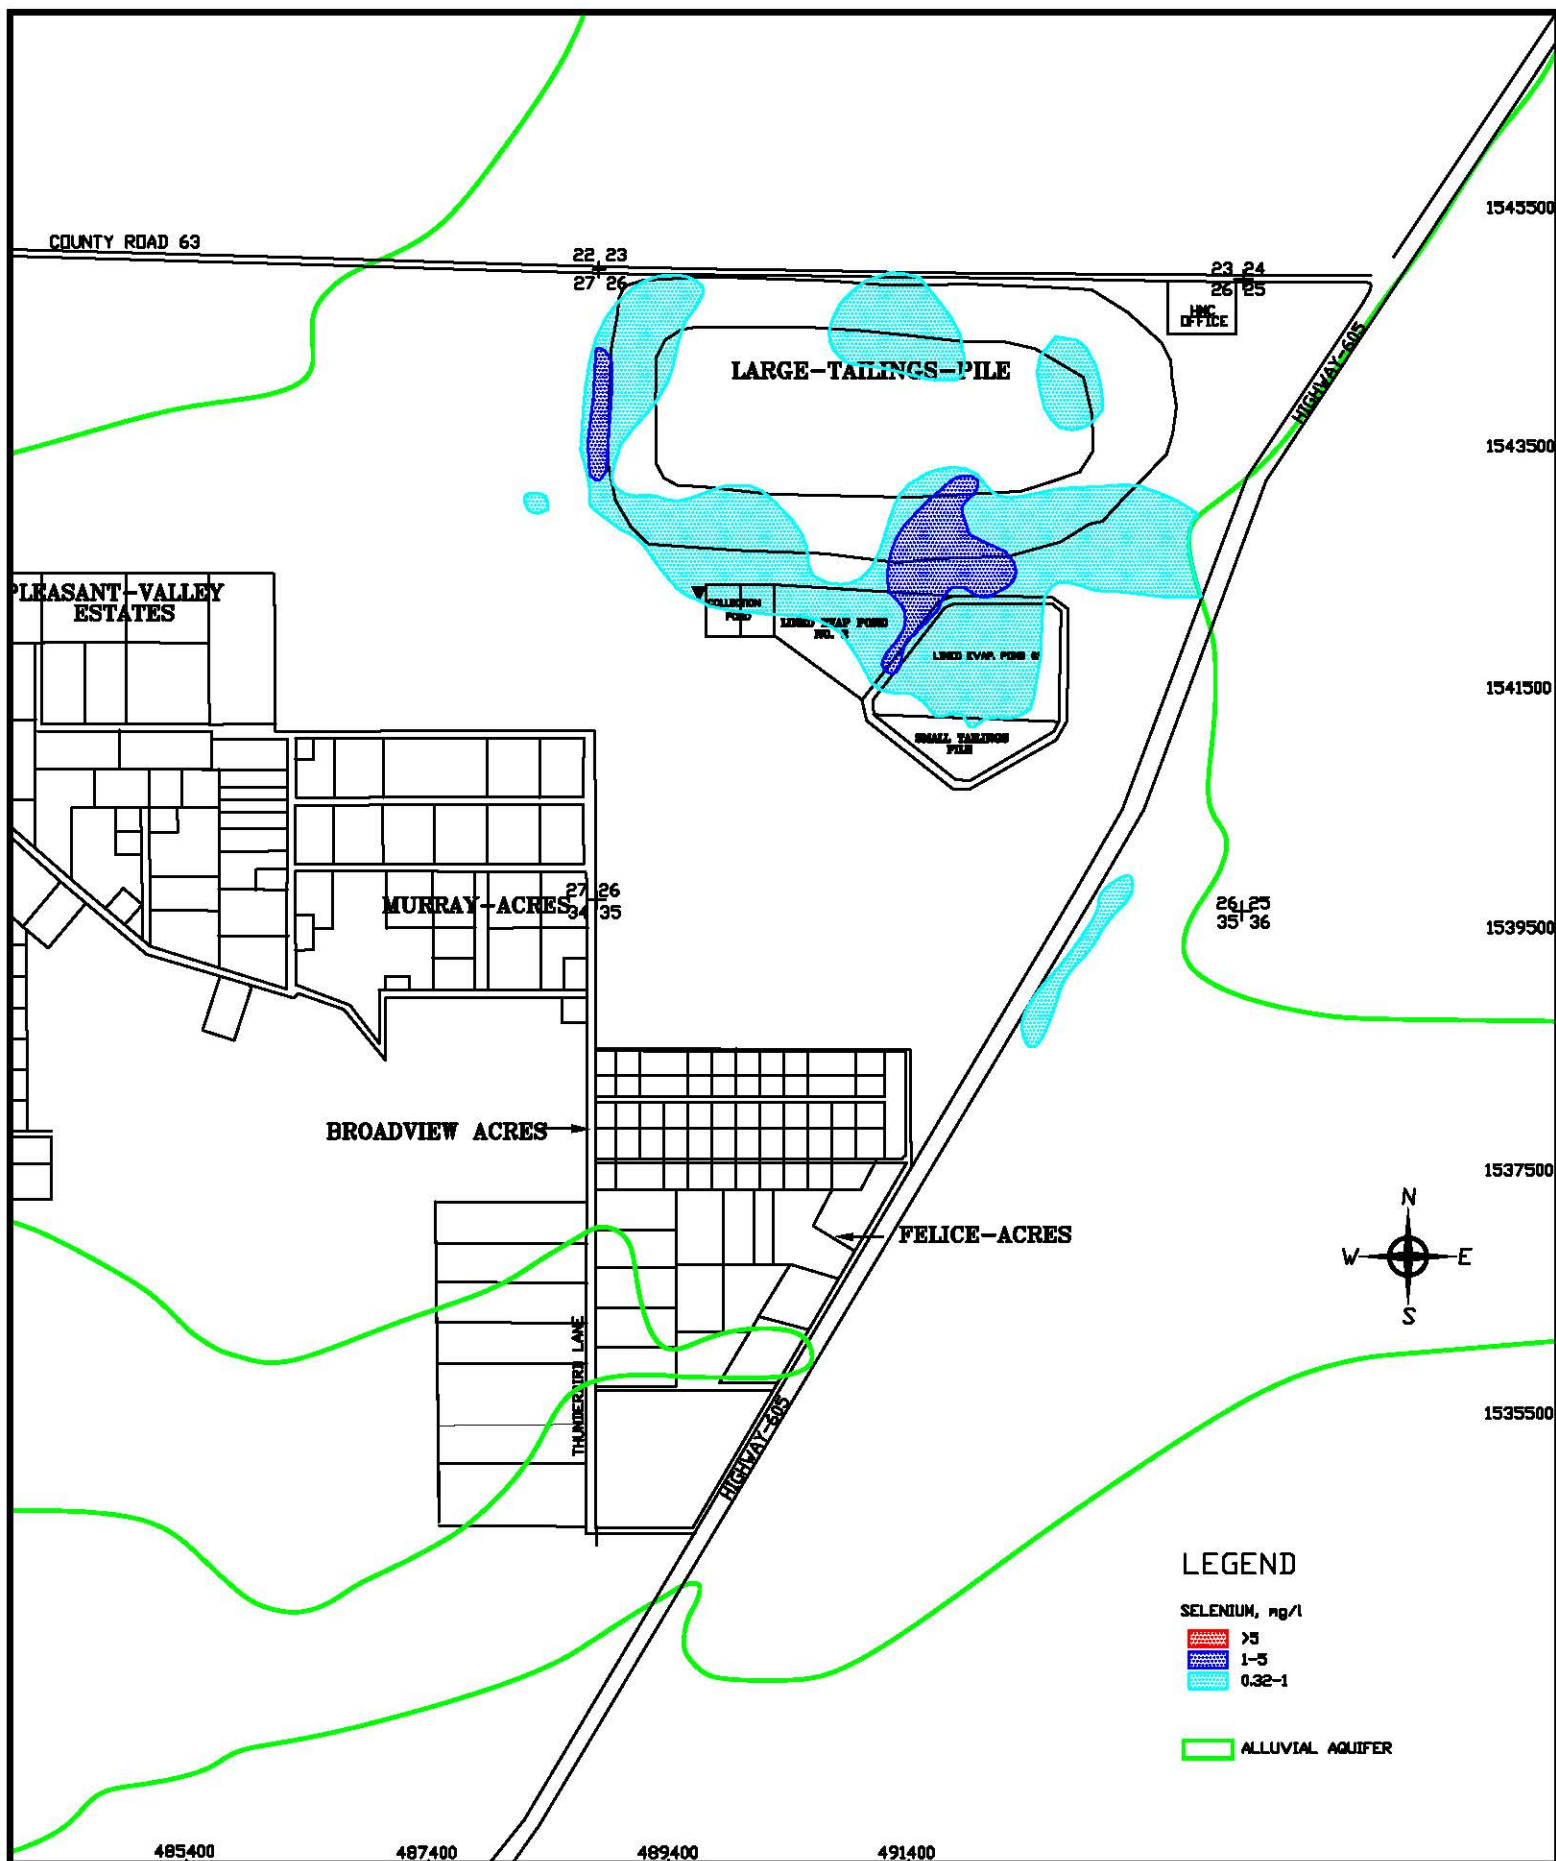 1545500
COUNTY ROAD 63
22 23
27 26
23 24
26 25
HMC
OFFICE
HIGHWAY-605
LARGE-TAILINGS-PILE
1543500
PLEASANT-VALLEY
ESTATES
COLLECTION
POND
LINED EVAP POND
NO.
LINED EVAP. POND
1541500
SMALL TAILINGS
PILE
MURRAY-ACRES
27 26
34 35
26 25
35 36
1539500
BROADVIEW ACRES
1537500
N
W E
S
FELICE-ACRES
THUNDERBIRD LANE
HIGHWAY-605
1535500
LEGEND
SELENIUM, mg/l
>5
1-5
0.32-1
ALLUVIAL AQUIFER
485400 487400 489400 491400